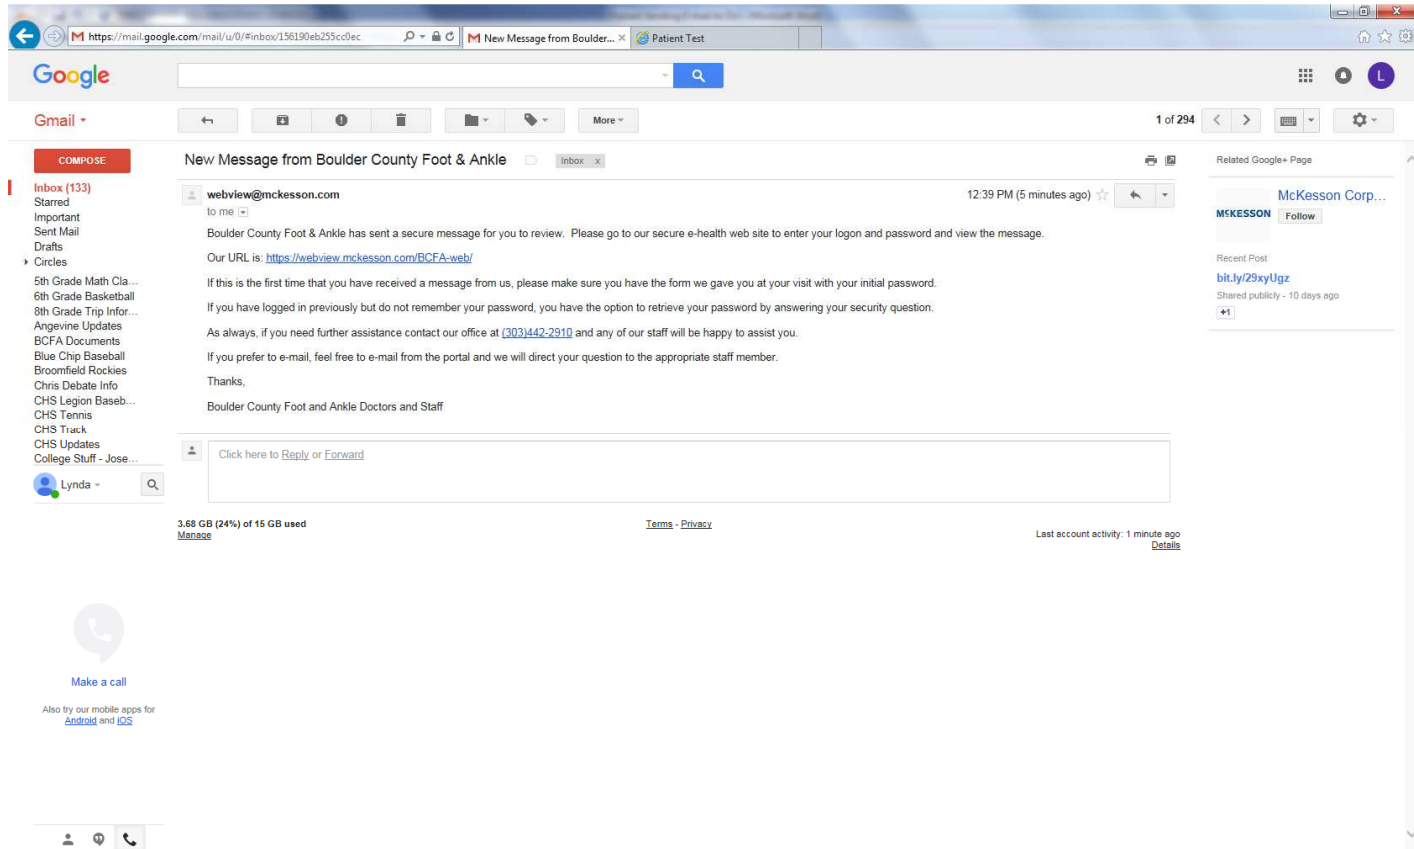 https://mail.google.com/mail/u/0/#inbox/156190eb255cc0ec
New Message from Boulder...
Patient Test
Google
L
Gmail
More
1 of 294
COMPOSE
New Message from Boulder County Foot & Ankle
Inbox x
Related Google+ Page
Inbox (133)
Starred
Important
Sent Mail
Drafts
Circles
5th Grade Math Cla...
6th Grade Basketball
8th Grade Trip Infor...
Angevine Updates
BCFA Documents
Blue Chip Baseball
Broomfield Rockies
Chris Debate Info
CHS Legion Baseb...
CHS Tennis
CHS Track
CHS Updates
College Stuff - Jose...
Lynda
webview@mckesson.com
12:39 PM (5 minutes ago)
to me
Boulder County Foot & Ankle has sent a secure message for you to review. Please go to our secure e-health web site to enter your logon and password and view the message.
Our URL is: https://webview.mckesson.com/BCFA-web/
If this is the first time that you have received a message from us, please make sure you have the form we gave you at your visit with your initial password.
If you have logged in previously but do not remember your password, you have the option to retrieve your password by answering your security question.
As always, if you need further assistance contact our office at (303)442-2910 and any of our staff will be happy to assist you.
If you prefer to e-mail, feel free to e-mail from the portal and we will direct your question to the appropriate staff member.
Thanks,
Boulder County Foot and Ankle Doctors and Staff
Click here to Reply or Forward
MCKESSON
McKesson Corp...
Follow
Recent Post
bit.ly/29xyUgz
Shared publicly - 10 days ago
+1
3.68 GB (24%) of 15 GB used
Manage
Terms - Privacy
Last account activity: 1 minute ago
Details
Make a call
Also try our mobile apps for
Android and iOS